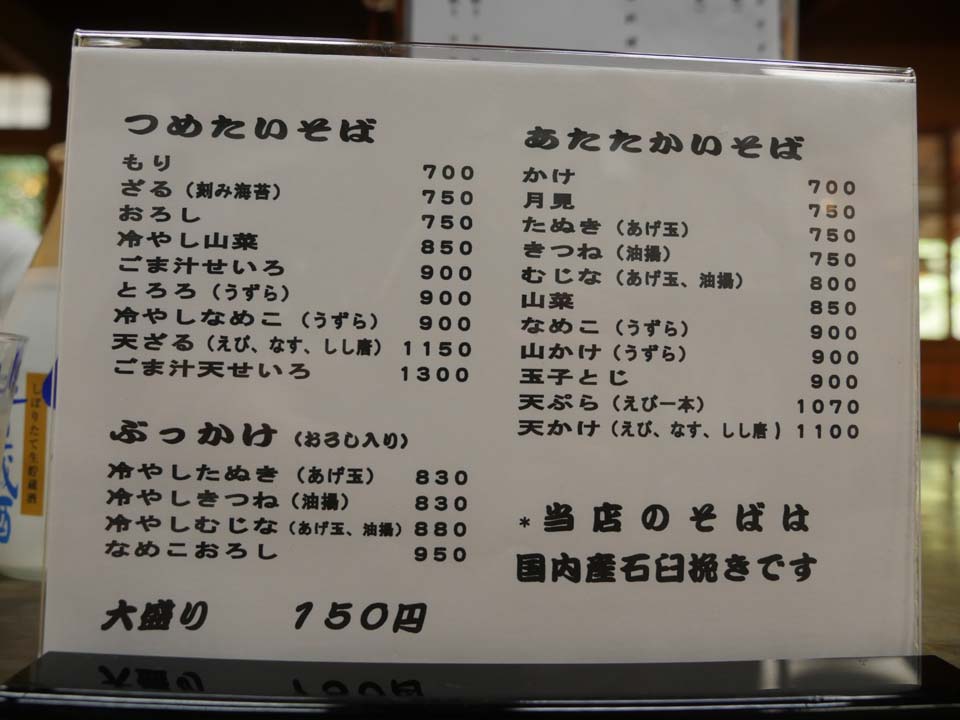 つめたいそば
もり 700
ざる（刻み海苔） 750
おろし 750
冷やし山菜 850
ごま汁せいろ 900
とろろ（うずら） 900
冷やしなめこ（うずら） 900
天ざる（えび、なす、しし唐） 1150
ごま汁天せいろ 1300
ぶっかけ（おろし入り）
冷やしたぬき（あげ玉） 830
冷やしきつね（油揚） 830
冷やしむじな（あげ玉、油揚） 880
なめこおろし 950
大盛り 150円
あたたかいそば
かけ 700
月見 750
たぬき（あげ玉） 750
きつね（油揚） 750
むじな（あげ玉、油揚） 800
山菜 850
なめこ（うずら） 900
山かけ（うずら） 900
玉子とじ 900
天ぷら（えび一本） 1070
天かけ（えび、なす、しし唐） 1100
*当店のそばは
国内産石臼挽きです
しぼりたて生貯蔵酒